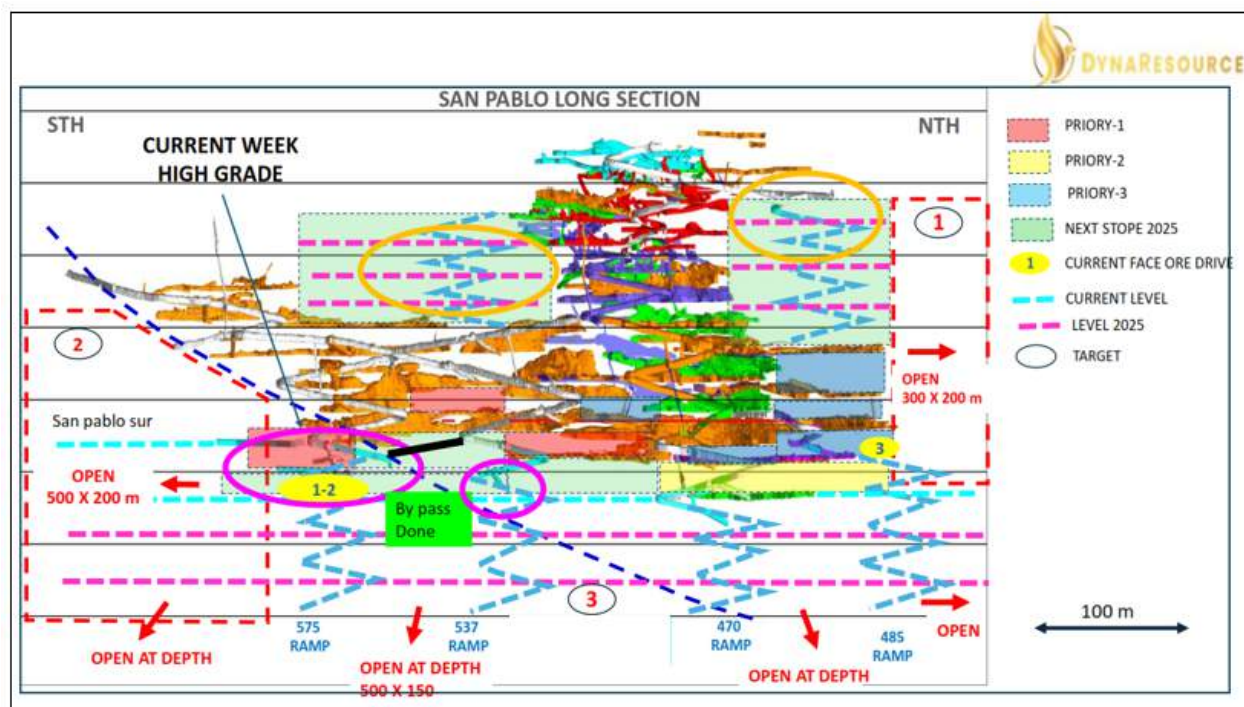 DYNARESOURCE
SAN PABLO LONG SECTION
STH
NTH
CURRENT WEEK
HIGH GRADE
1
2
OPEN
300 X 200 m
San pablo sur
OPEN
500 X 200 m
1-2
3
By pass
Done
3
575
RAMP
537
RAMP
470
RAMP
485
RAMP
OPEN
OPEN AT DEPTH
OPEN AT DEPTH
500 X 150
OPEN AT DEPTH
PRIORY-1
PRIORY-2
PRIORY-3
NEXT STOPE 2025
1
CURRENT FACE ORE DRIVE
CURRENT LEVEL
LEVEL 2025
TARGET
100 m